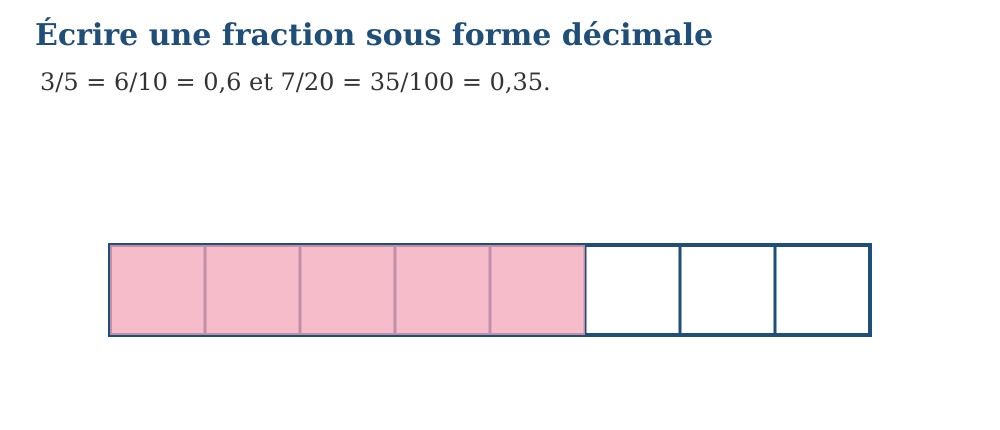 Écrire une fraction sous forme décimale
3/5 = 6/10 = 0,6 et 7/20 = 35/100 = 0,35.